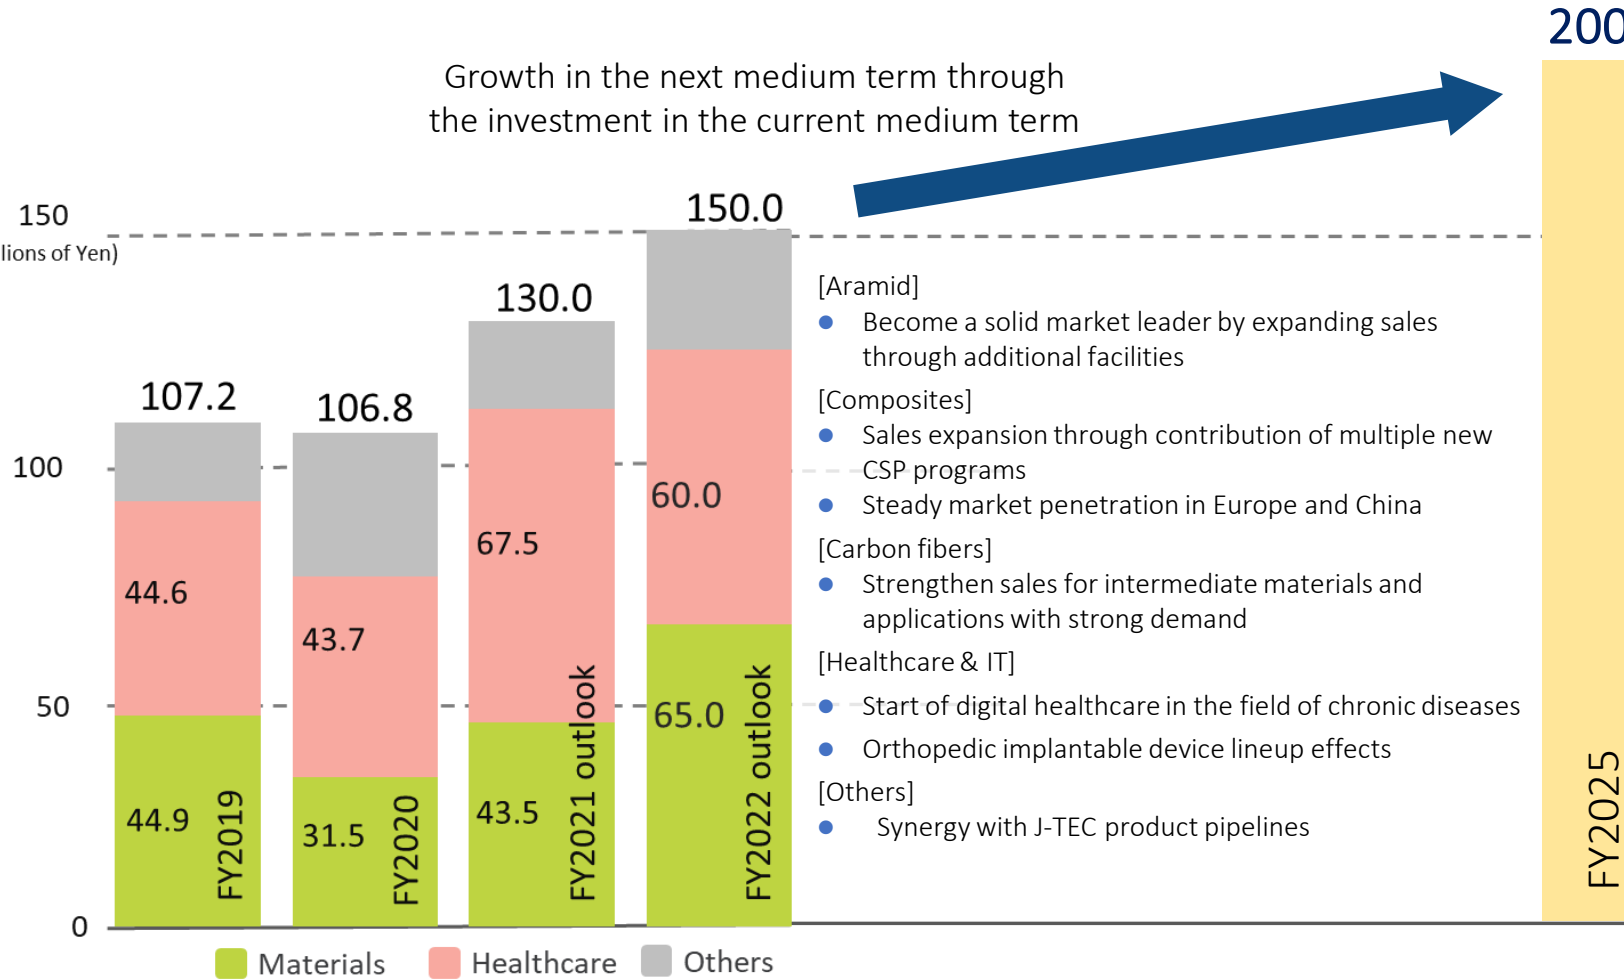 200
Growth in the next medium term through
the investment in the current medium term
150
lions of Yen)
100
50
0
107.2
44.6
44.9
FY2019
106.8
43.7
31.5
FY2020
130.0
67.5
43.5
FY2021 outlook
150.0
60.0
65.0
FY2022 outlook
[Aramid]
● Become a solid market leader by expanding sales
through additional facilities
[Composites]
● Sales expansion through contribution of multiple new
CSP programs
● Steady market penetration in Europe and China
[Carbon fibers]
● Strengthen sales for intermediate materials and
applications with strong demand
[Healthcare & IT]
● Start of digital healthcare in the field of chronic diseases
● Orthopedic implantable device lineup effects
[Others]
● Synergy with J-TEC product pipelines
FY2025
Materials
Healthcare
Others